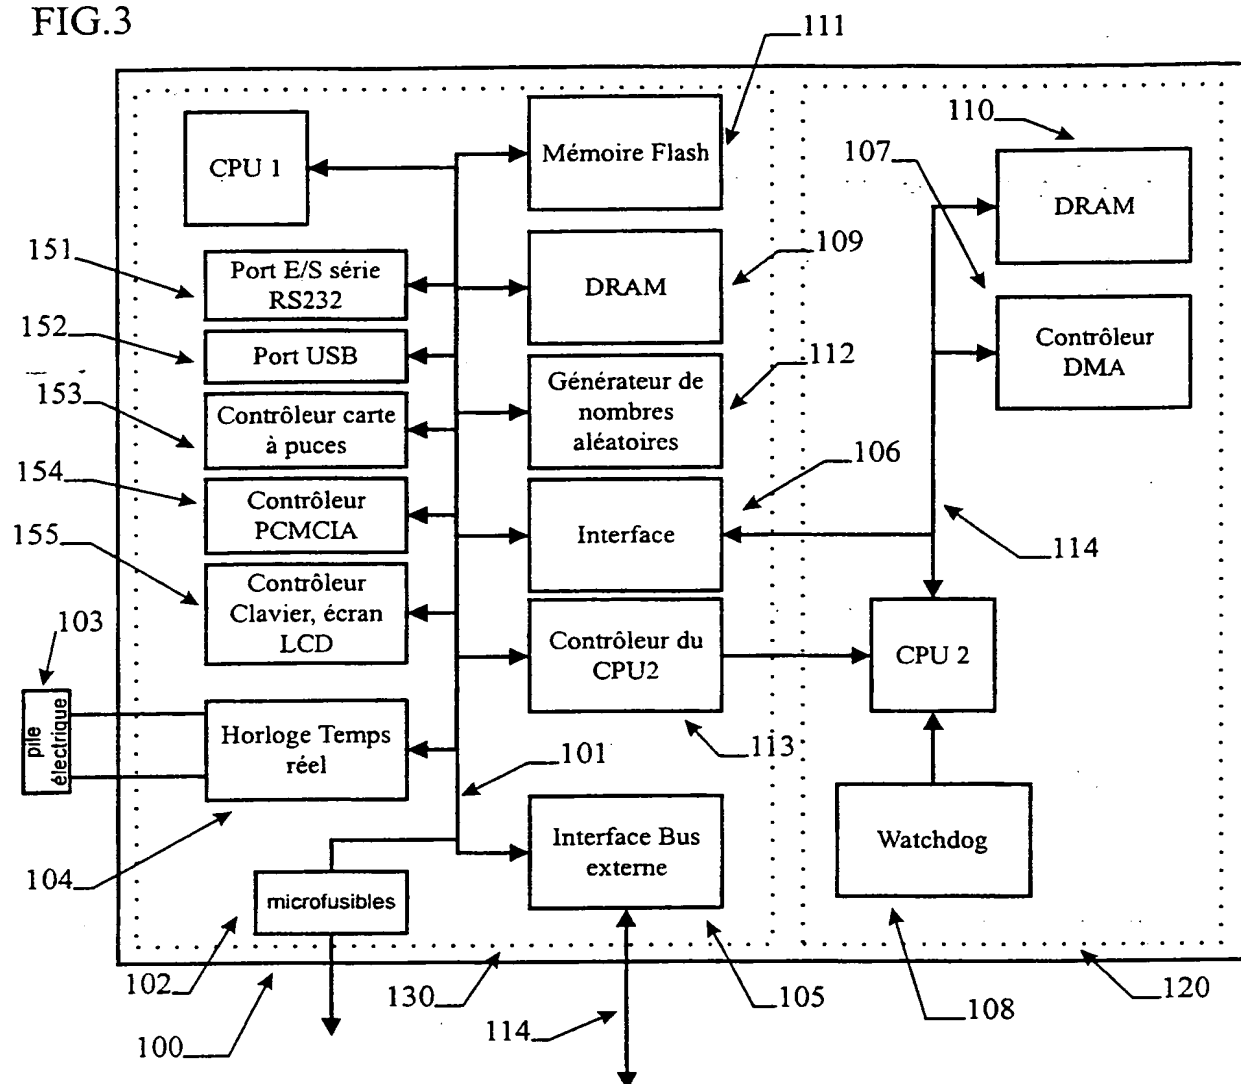 FIG.3
111
110
107
CPU 1
Mémoire Flash
DRAM
151
Port E/S série
RS232
DRAM
109
152
Port USB
Contrôleur
DMA
112
153
Contrôleur carte
à puces
Générateur de
nombres
aléatoires
106
154
Contrôleur
PCMCIA
Interface
114
155
Contrôleur
Clavier, écran
LCD
103
Contrôleur du
CPU2
CPU 2
pile
électrique
Horloge Temps
réel
113
101
104
Interface Bus
externe
Watchdog
microfusibles
102
130
105
108
120
100
114